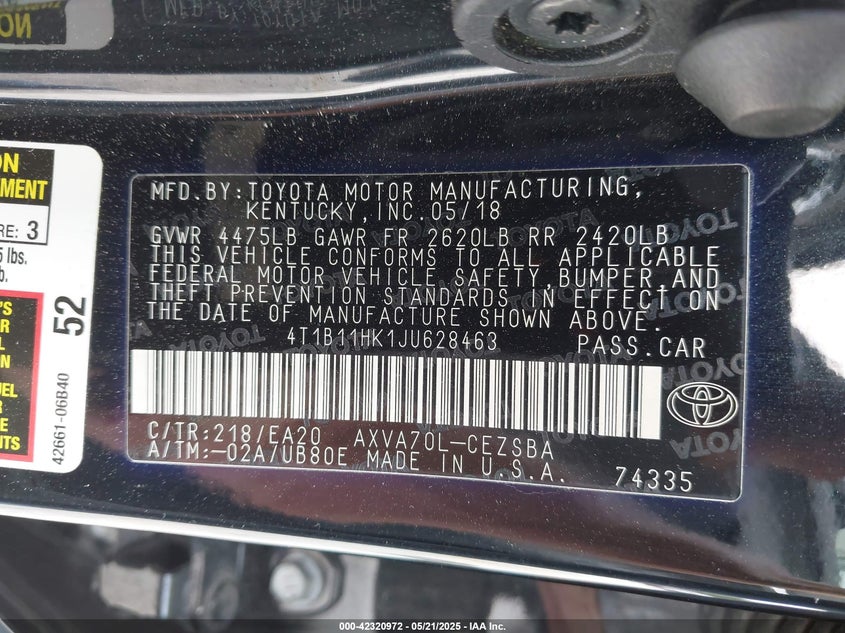 MFD.BY:TOYOTA MOTOR MANUFACTURING,
KENTUCKY,INC.05/18
GVWR 4475LB GAWR FR 2620LB RR 2420LB
THIS VEHICLE CONFORMS TO ALL APPLICABLE
FEDERAL MOTOR VEHICLE SAFETY,BUMPER,AND
THEFT PREVENTION STANDARDS IN EFFECT ON
THE DATE OF MANUFACTURE SHOWN ABOVE.
4T1B11HK1JU628463 PASS.CAR
C/TR:218/EA20 AXVA70L-CEZSBA
A/TM:-02A/UB80E MADE IN U.S.A. 74335
ON
EMENT
RE: 3
5 lbs.
b.
'S
R
UEL
E
ENTS
52
42661-06B40
000-42320972 — 05/21/2025 — IAA Inc.